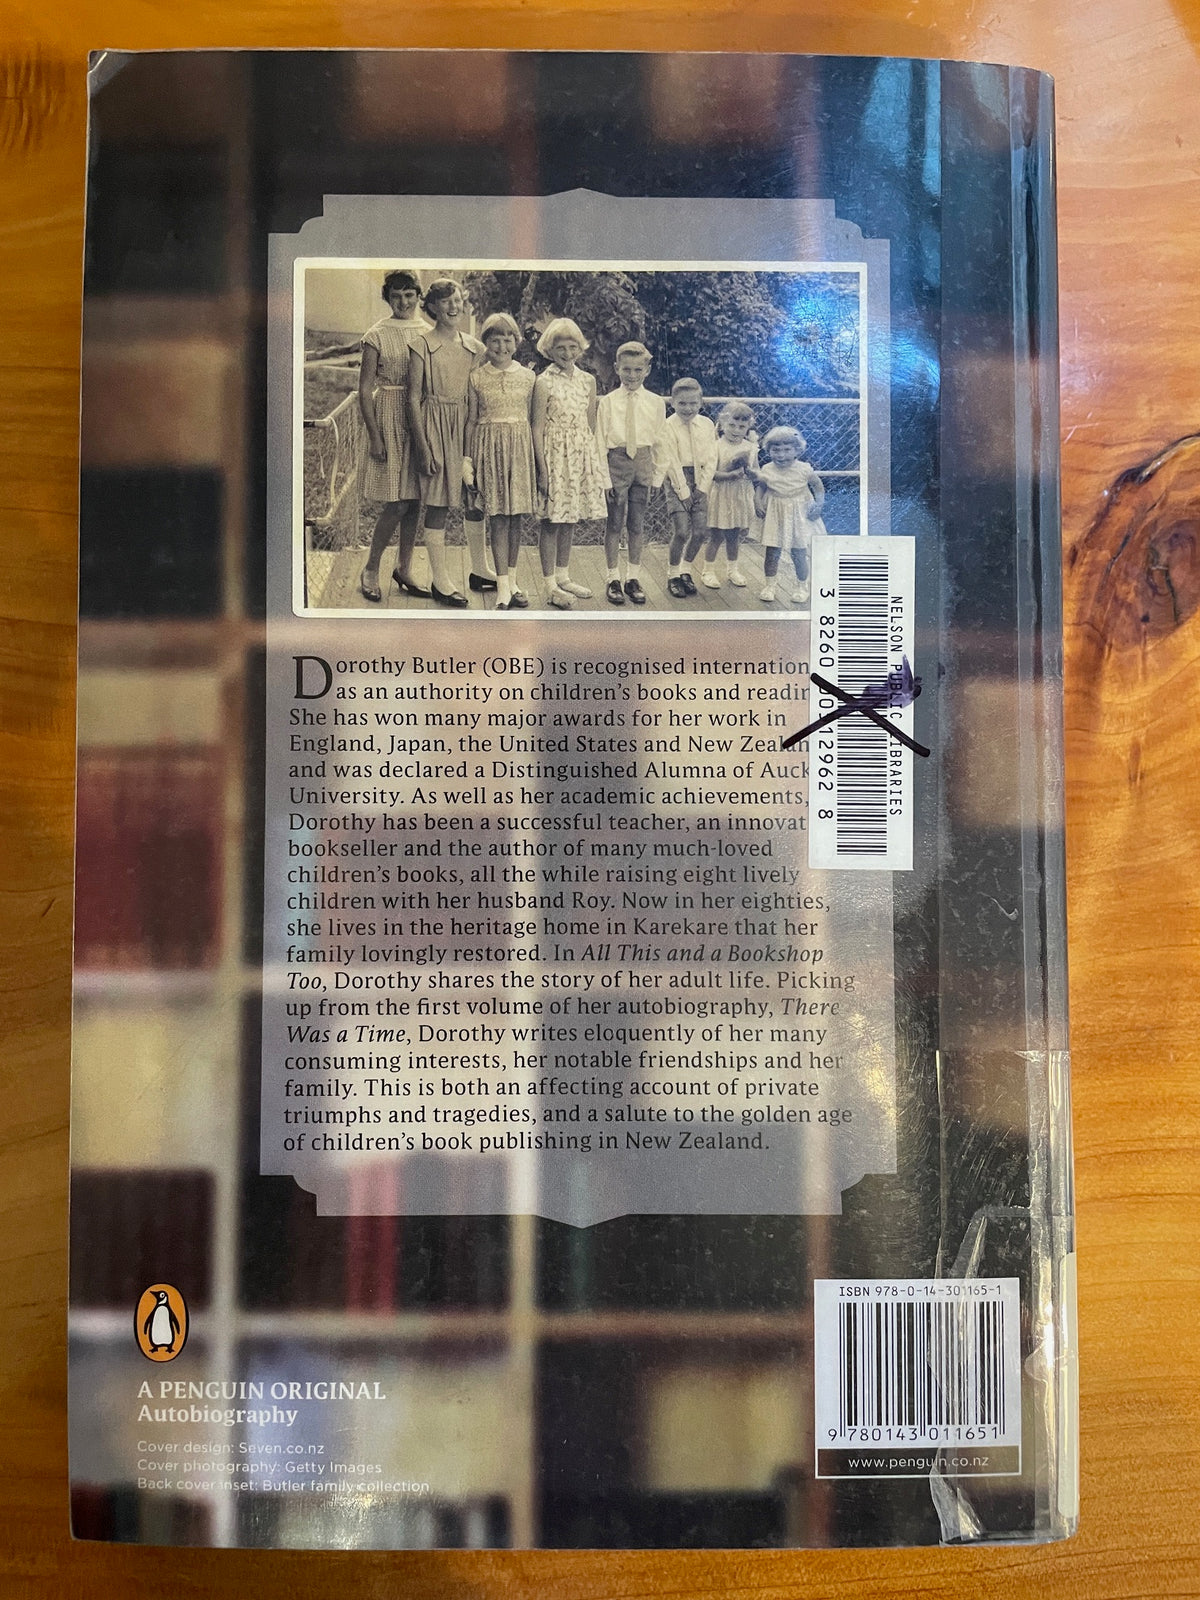 Dorothy Butler (OBE) is recognised internation
as an authority on children's books and readin
She has won many major awards for her work in
England, Japan, the United States and New Zealan
and was declared a Distinguished Alumna of Auck
University. As well as her academic achievements,
Dorothy has been a successful teacher, an innovat
bookseller and the author of many much-loved
children's books, all the while raising eight lively
children with her husband Roy. Now in her eighties,
she lives in the heritage home in Karekare that her
family lovingly restored. In All This and a Bookshop
Too, Dorothy shares the story of her adult life. Picking
up from the first volume of her autobiography, There
Was a Time, Dorothy writes eloquently of her many
consuming interests, her notable friendships and her
family. This is both an affecting account of private
triumphs and tragedies, and a salute to the golden age
of children's book publishing in New Zealand.
NELSON PUBLIC LIBRARIES
3 8260 00312962 8
A PENGUIN ORIGINAL
Autobiography
Cover design: Seven.co.nz
Cover photography: Getty Images
Back cover inset: Butler family collection
ISBN 978-0-14-301165-1
9 780143 011651
www.penguin.co.nz